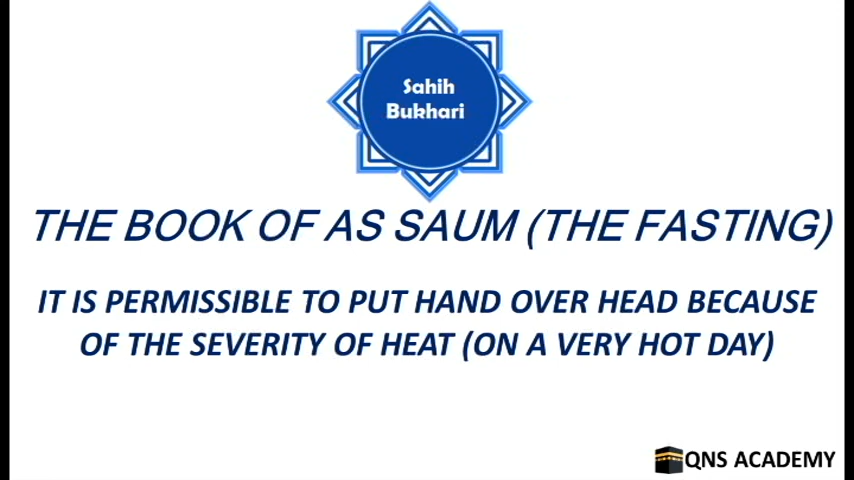 Sahih
Bukhari
THE BOOK OF AS SAUM (THE FASTING)
IT IS PERMISSIBLE TO PUT HAND OVER HEAD BECAUSE
OF THE SEVERITY OF HEAT (ON A VERY HOT DAY)
QNS ACADEMY